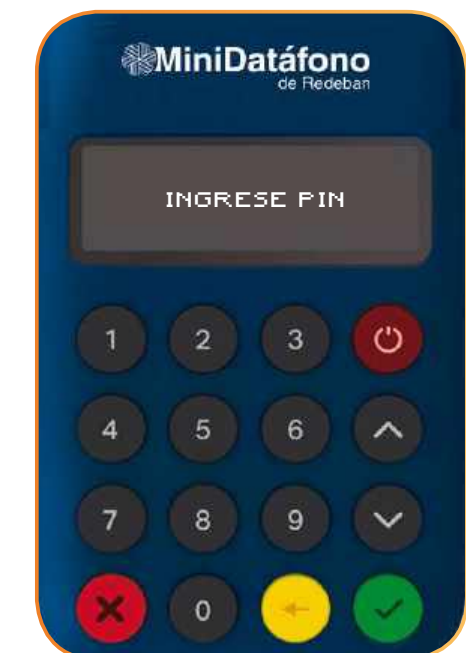 MiniDatáfono
de Redeban
INGRESE PIN
1 2 3
4 5 6
7 8 9
0